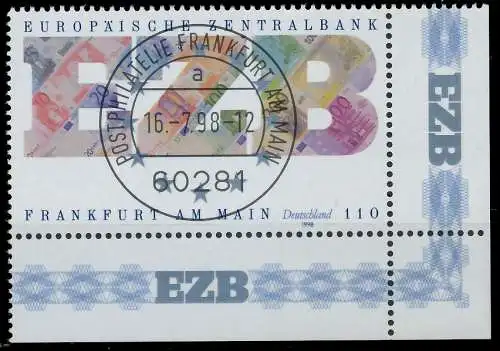 EUROPÄISCHE ZENTRALBANK
EZB
POSTPHILATELIE FRANKFURT AM MAIN
a
16.-7.98-12
60281
FRANKFURT AM MAIN Deutschland 110
1998
EZB
EZB